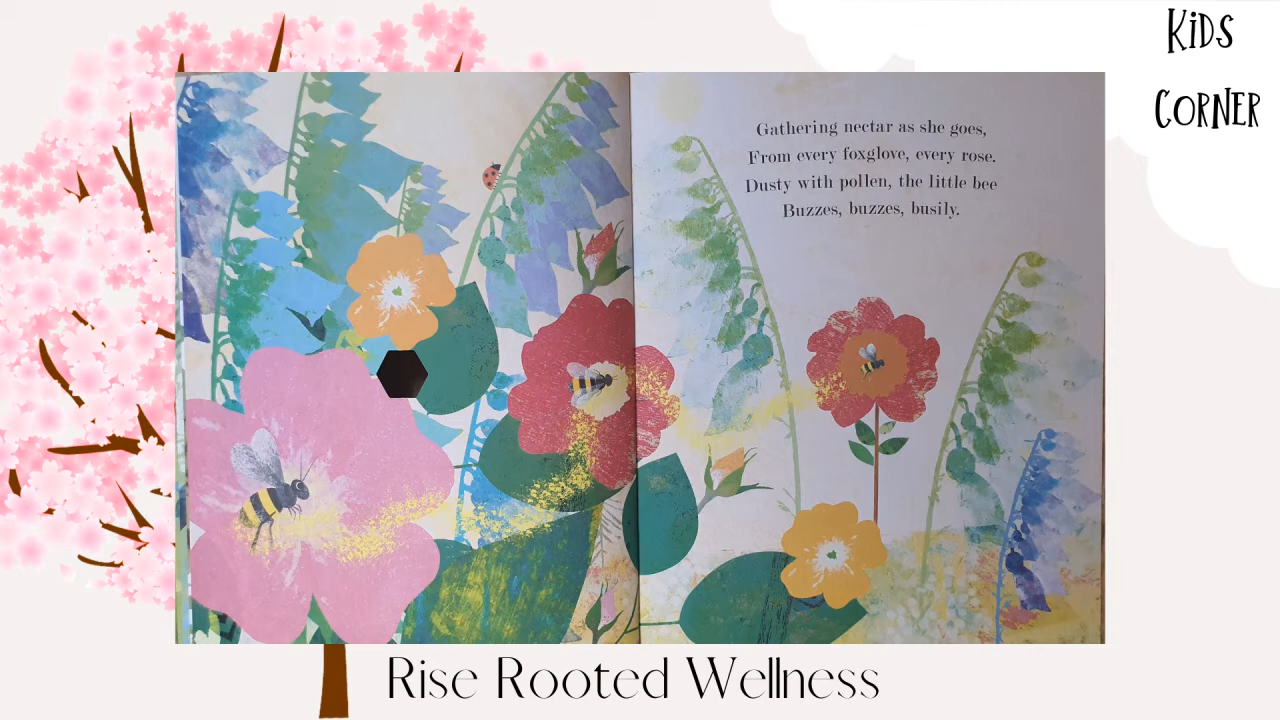 KIDS
CORNER
Gathering nectar as she goes,
From every foxglove, every rose.
Dusty with pollen, the little bee
Buzzes, buzzes, busily.
Rise Rooted Wellness